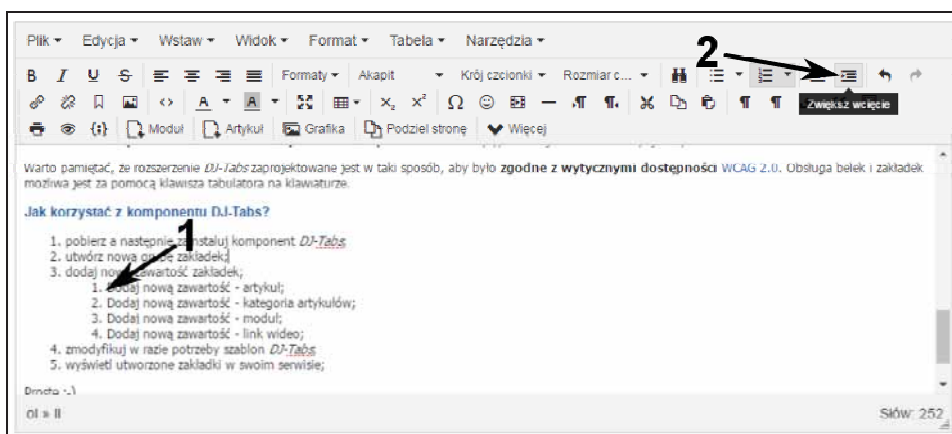 Plik Edycja Wstaw Widok Format Tabela Narzędzia
2
B I U S Formaty Akapit Krój czcionki Rozmiar c...
A A X₂ X² Ω
Zwiększ wcięcie
{i} Moduł Artykuł Grafika Podziel stronę Więcej
Warto pamiętać, że rozszerzenie DJ-Tabs zaprojektowane jest w taki sposób, aby było zgodne z wytycznymi dostępności WCAG 2.0. Obsługa belek i zakładek
możliwa jest za pomocą klawisza tabulatora na klawiaturze.
Jak korzystać z komponentu DJ-Tabs?
1
1. pobierz a następnie zainstaluj komponent DJ-Tabs;
2. utwórz nową zakładek;
3. dodaj zawartość zakładek;
1. Dodaj nową zawartość - artykuł;
2. Dodaj nową zawartość - kategoria artykułów;
3. Dodaj nową zawartość - moduł;
4. Dodaj nową zawartość - link wideo;
4. zmodyfikuj w razie potrzeby szablon DJ-Tabs;
5. wyświetl utworzone zakładki w swoim serwisie;
ol » li Słów: 252